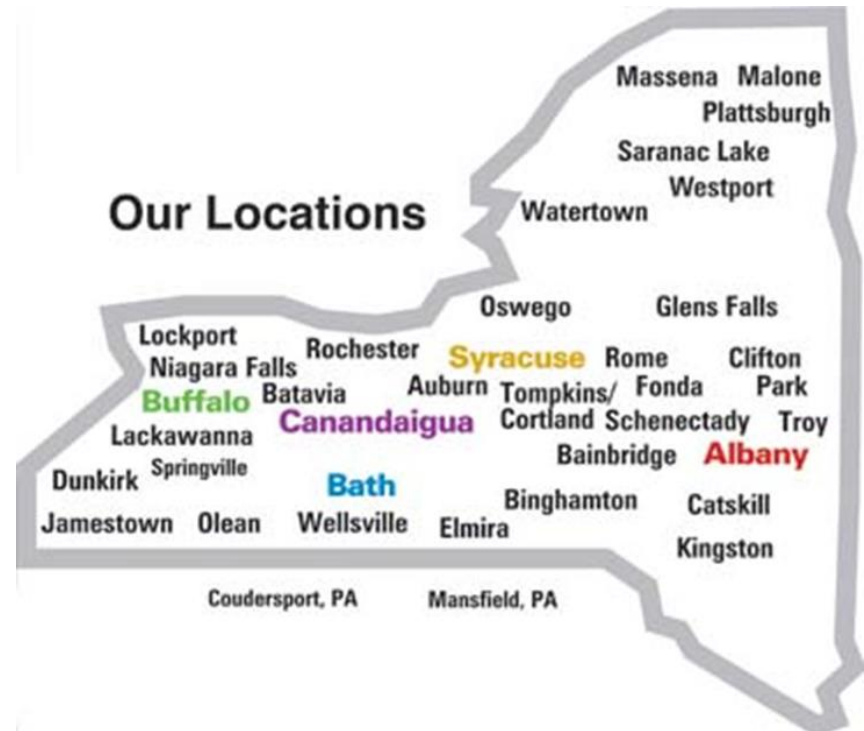 Massena Malone
Plattsburgh
Saranac Lake
Westport
Our Locations
Watertown
Oswego Glens Falls
Lockport
Rochester
Syracuse Rome Clifton
Niagara Falls
Auburn Tompkins/ Fonda Park
Buffalo Batavia
Canandaigua Cortland Schenectady Troy
Lackawanna
Bainbridge Albany
Springville
Dunkirk
Bath
Binghamton Catskill
Jamestown Olean Wellsville Elmira
Kingston
Coudersport, PA Mansfield, PA